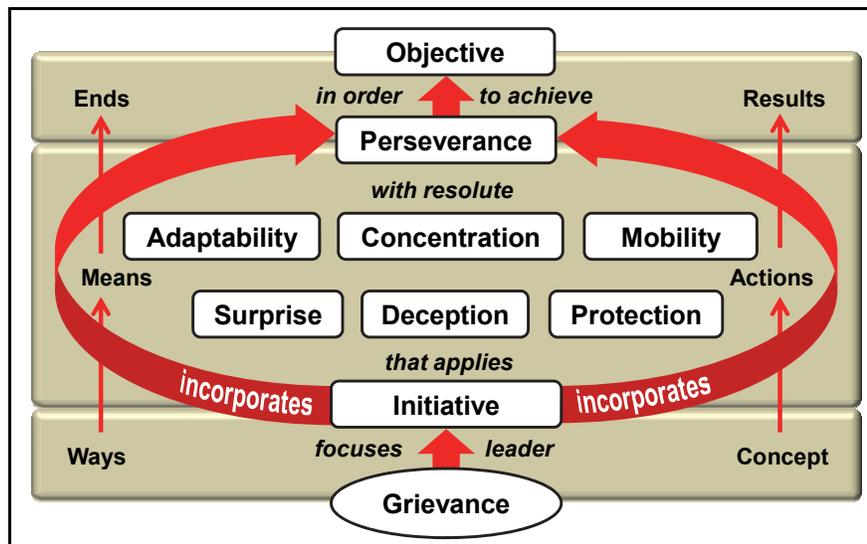 Objective
Ends in order to achieve Results
Perseverance
with resolute
Adaptability Concentration Mobility
Means Actions
Surprise Deception Protection
that applies
incorporates Initiative incorporates
Ways focuses leader Concept
Grievance